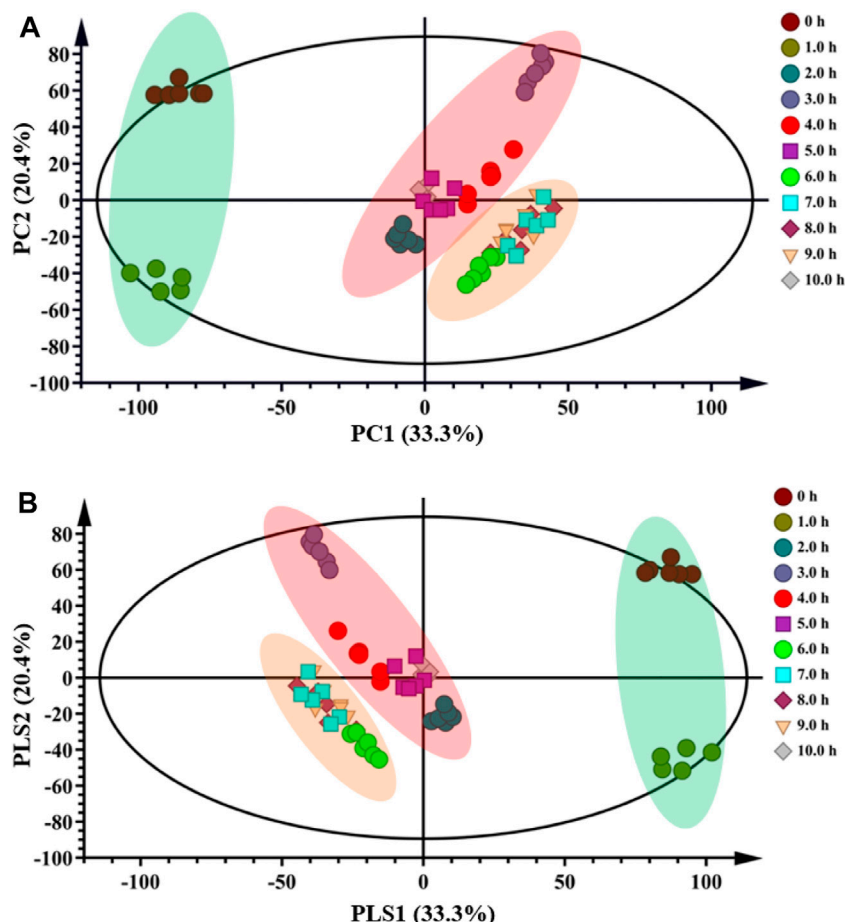 A
PC2 (20.4%)
80
60
40
20
0
-20
-40
-60
-80
-100
-100
-50
0
50
100
PC1 (33.3%)
0 h
1.0 h
2.0 h
3.0 h
4.0 h
5.0 h
6.0 h
7.0 h
8.0 h
9.0 h
10.0 h
B
PLS2 (20.4%)
80
60
40
20
0
-20
-40
-60
-80
-100
-100
-50
0
50
100
PLS1 (33.3%)
0 h
1.0 h
2.0 h
3.0 h
4.0 h
5.0 h
6.0 h
7.0 h
8.0 h
9.0 h
10.0 h